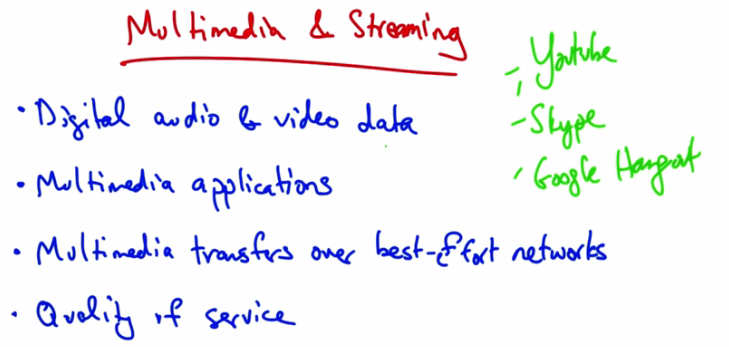 Multimedia & Streaming
• Digital audio & video data
• Multimedia applications
• Multimedia transfers over best-effort networks
• Quality of service
- Youtube
- Skype
- Google Hangout